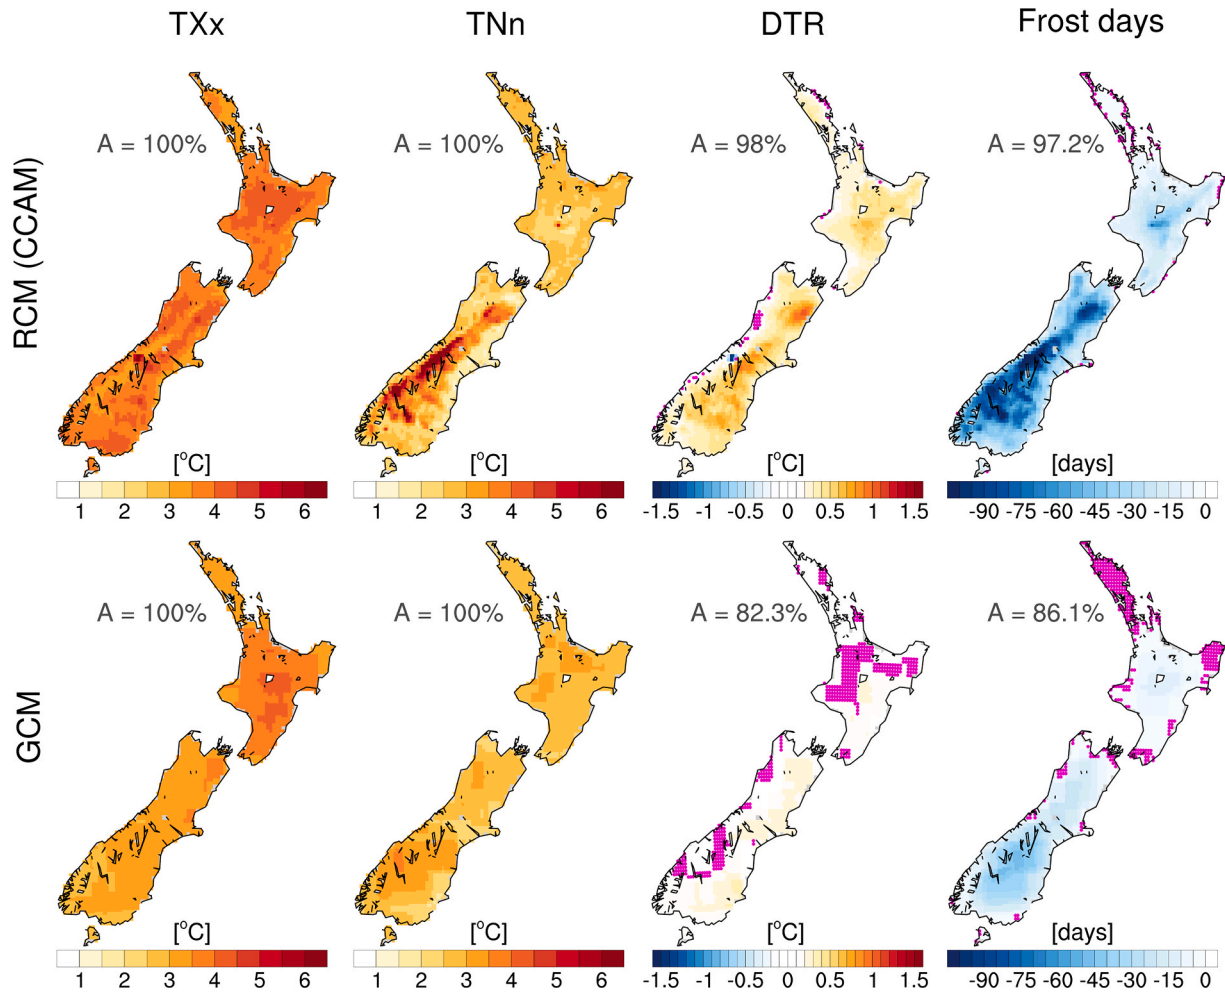 TXx TNn DTR Frost days
RCM (CCAM)
A = 100% A = 100% A = 98% A = 97.2%
[°C] [°C] [°C] [days]
1 2 3 4 5 6 1 2 3 4 5 6 -1.5 -1 -0.5 0 0.5 1 1.5 -90 -75 -60 -45 -30 -15 0
GCM
A = 100% A = 100% A = 82.3% A = 86.1%
[°C] [°C] [°C] [days]
1 2 3 4 5 6 1 2 3 4 5 6 -1.5 -1 -0.5 0 0.5 1 1.5 -90 -75 -60 -45 -30 -15 0